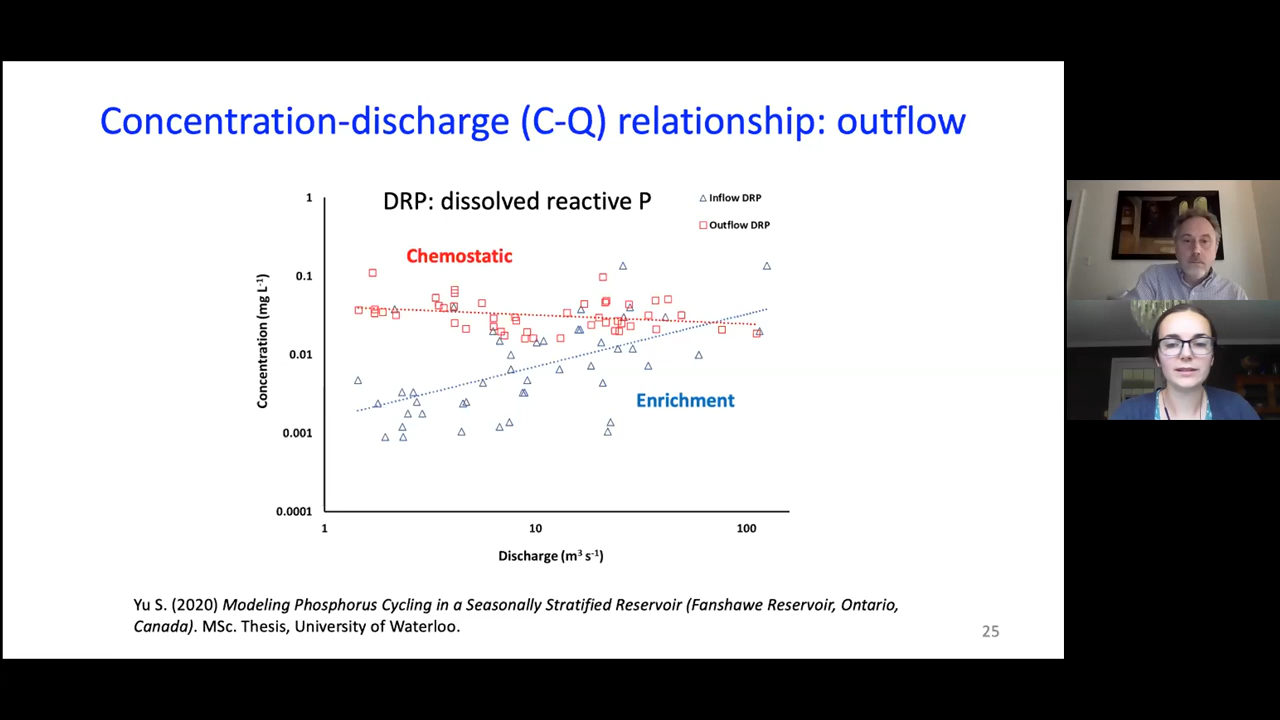 Concentration-discharge (C-Q) relationship: outflow
DRP: dissolved reactive P
Inflow DRP
Outflow DRP
Chemostatic
Enrichment
1
0.1
0.01
0.001
0.0001
Concentration (mg L-1)
1
10
100
Discharge (m3 s-1)
Yu S. (2020) Modeling Phosphorus Cycling in a Seasonally Stratified Reservoir (Fanshawe Reservoir, Ontario,
Canada). MSc. Thesis, University of Waterloo.
25